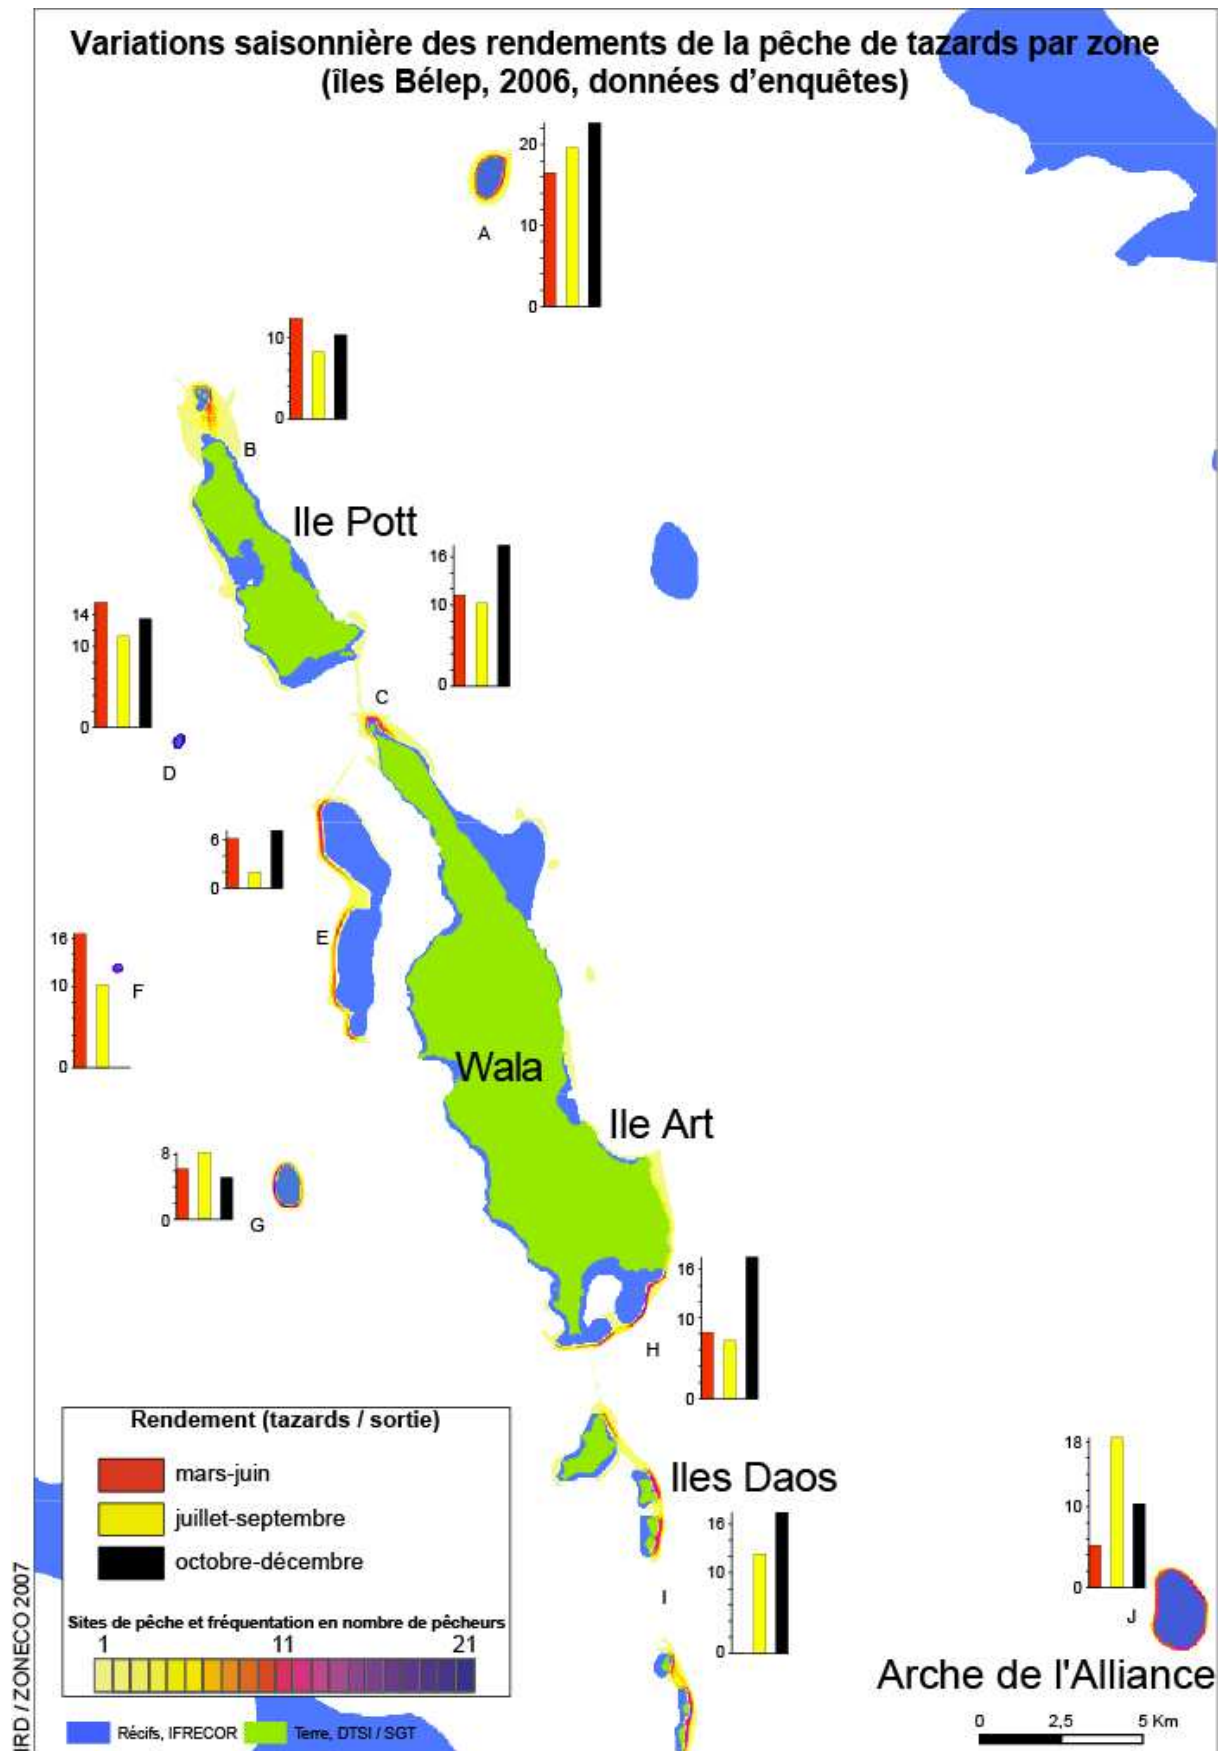 Variations saisonnière des rendements de la pêche de tazards par zone
(îles Bélep, 2006, données d'enquêtes)
20
10
0
A
10
0
B
Ile Pott
16
10
0
14
10
0
C
D
6
0
E
16
10
0
F
Wala
Ile Art
8
0
G
16
10
0
H
Rendement (tazards / sortie)
mars-juin
juillet-septembre
octobre-décembre
Sites de pêche et fréquentation en nombre de pêcheurs
1 11 21
Récifs, IFRECOR
Terre, DTSI / SGT
Iles Daos
16
10
0
I
18
10
0
J
Arche de l'Alliance
0 2,5 5 Km
IRD / ZONECO 2007